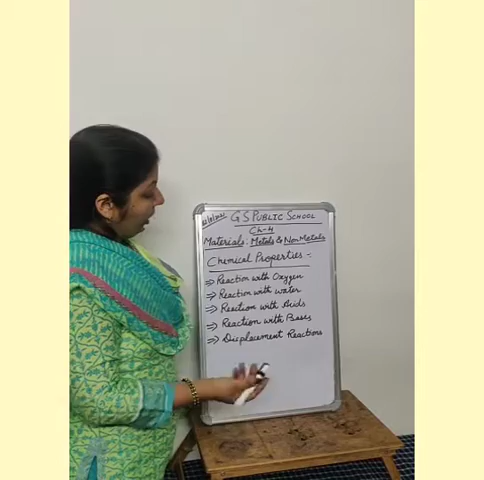 GS PUBLIC SCHOOL
Ch-4
Materials: Metals & Non Metals
Chemical Properties :-
⇒ Reaction with Oxygen
⇒ Reaction with water
⇒ Reaction with Acids
⇒ Reaction with Bases
⇒ Displacement Reactions